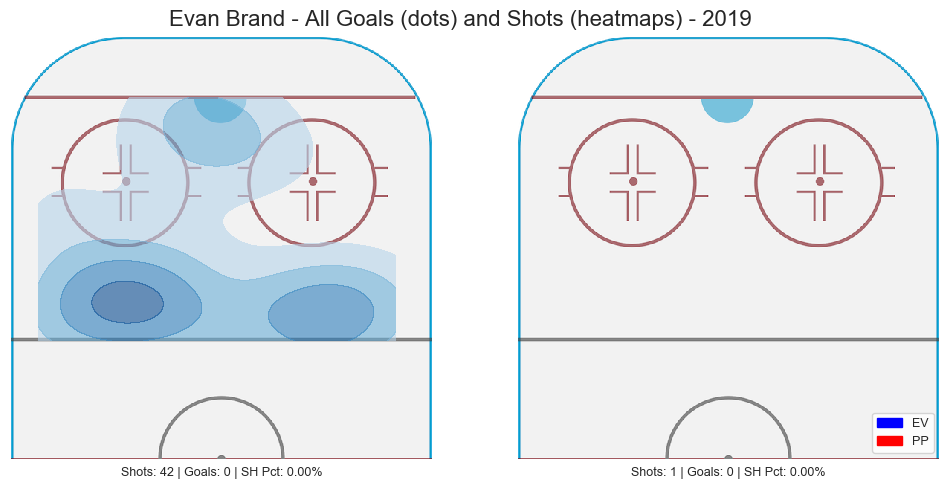 Evan Brand - All Goals (dots) and Shots (heatmaps) - 2019
EV
PP
Shots: 42 | Goals: 0 | SH Pct: 0.00%
Shots: 1 | Goals: 0 | SH Pct: 0.00%